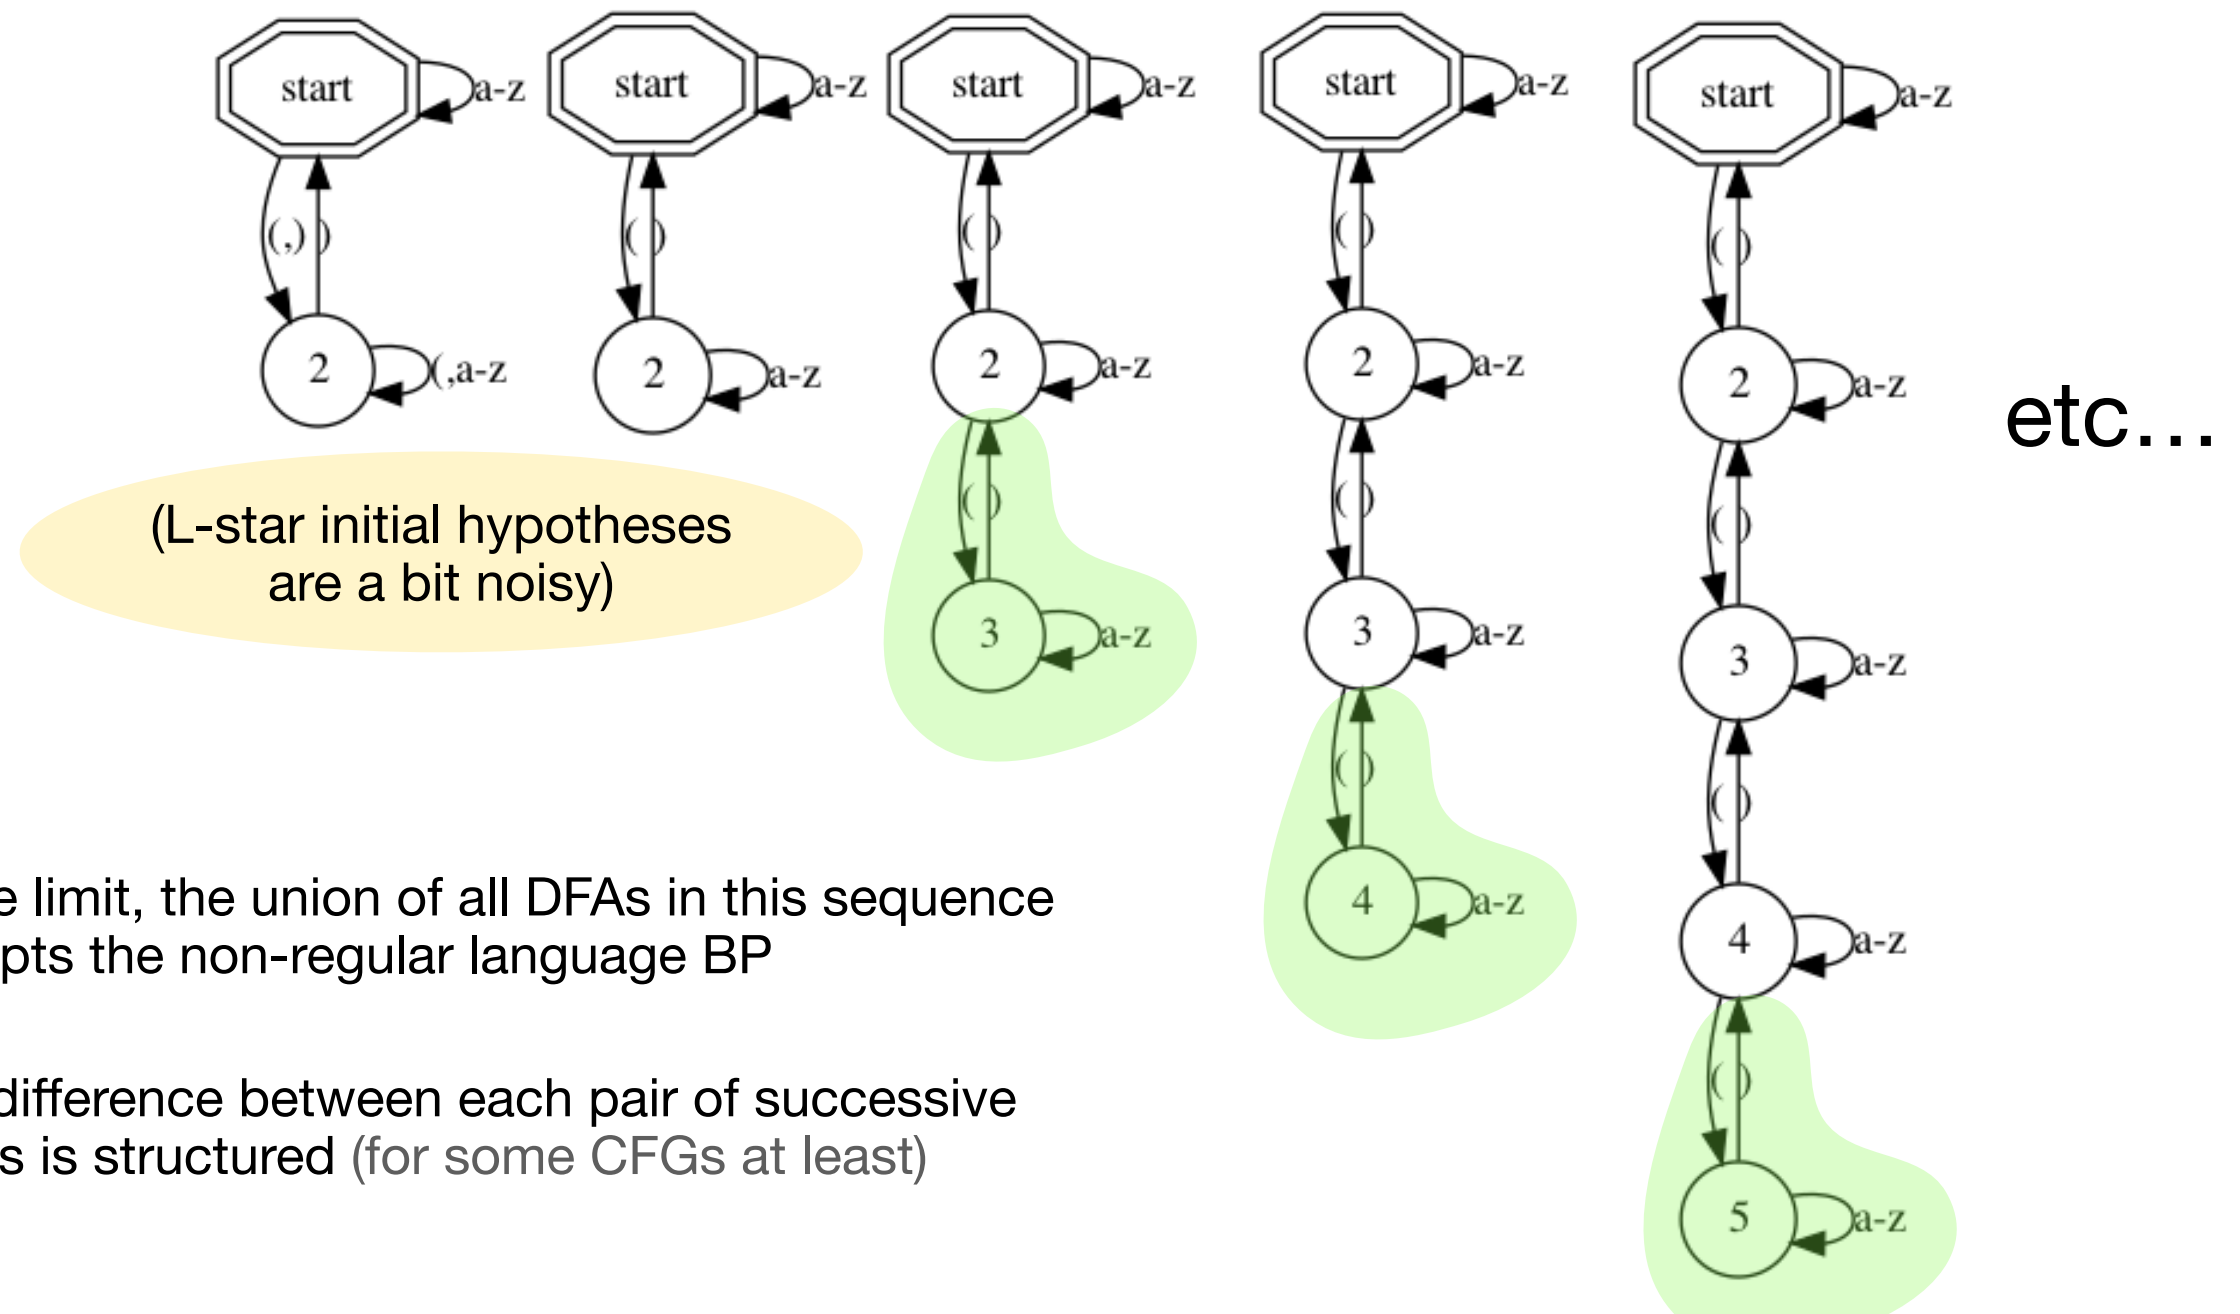 start a-z start a-z start a-z start a-z start a-z
(,) ) ( ) ( ) ( ) ( )
2 (,a-z 2 a-z 2 a-z 2 a-z 2 a-z
etc...
( ) ( ) ( )
(L-star initial hypotheses
are a bit noisy)
3 a-z 3 a-z 3 a-z
( ) ( )
4 a-z 4 a-z
limit, the union of all DFAs in this sequence
the non-regular language BP
( )
difference between each pair of successive
is structured (for some CFGs at least)
5 a-z